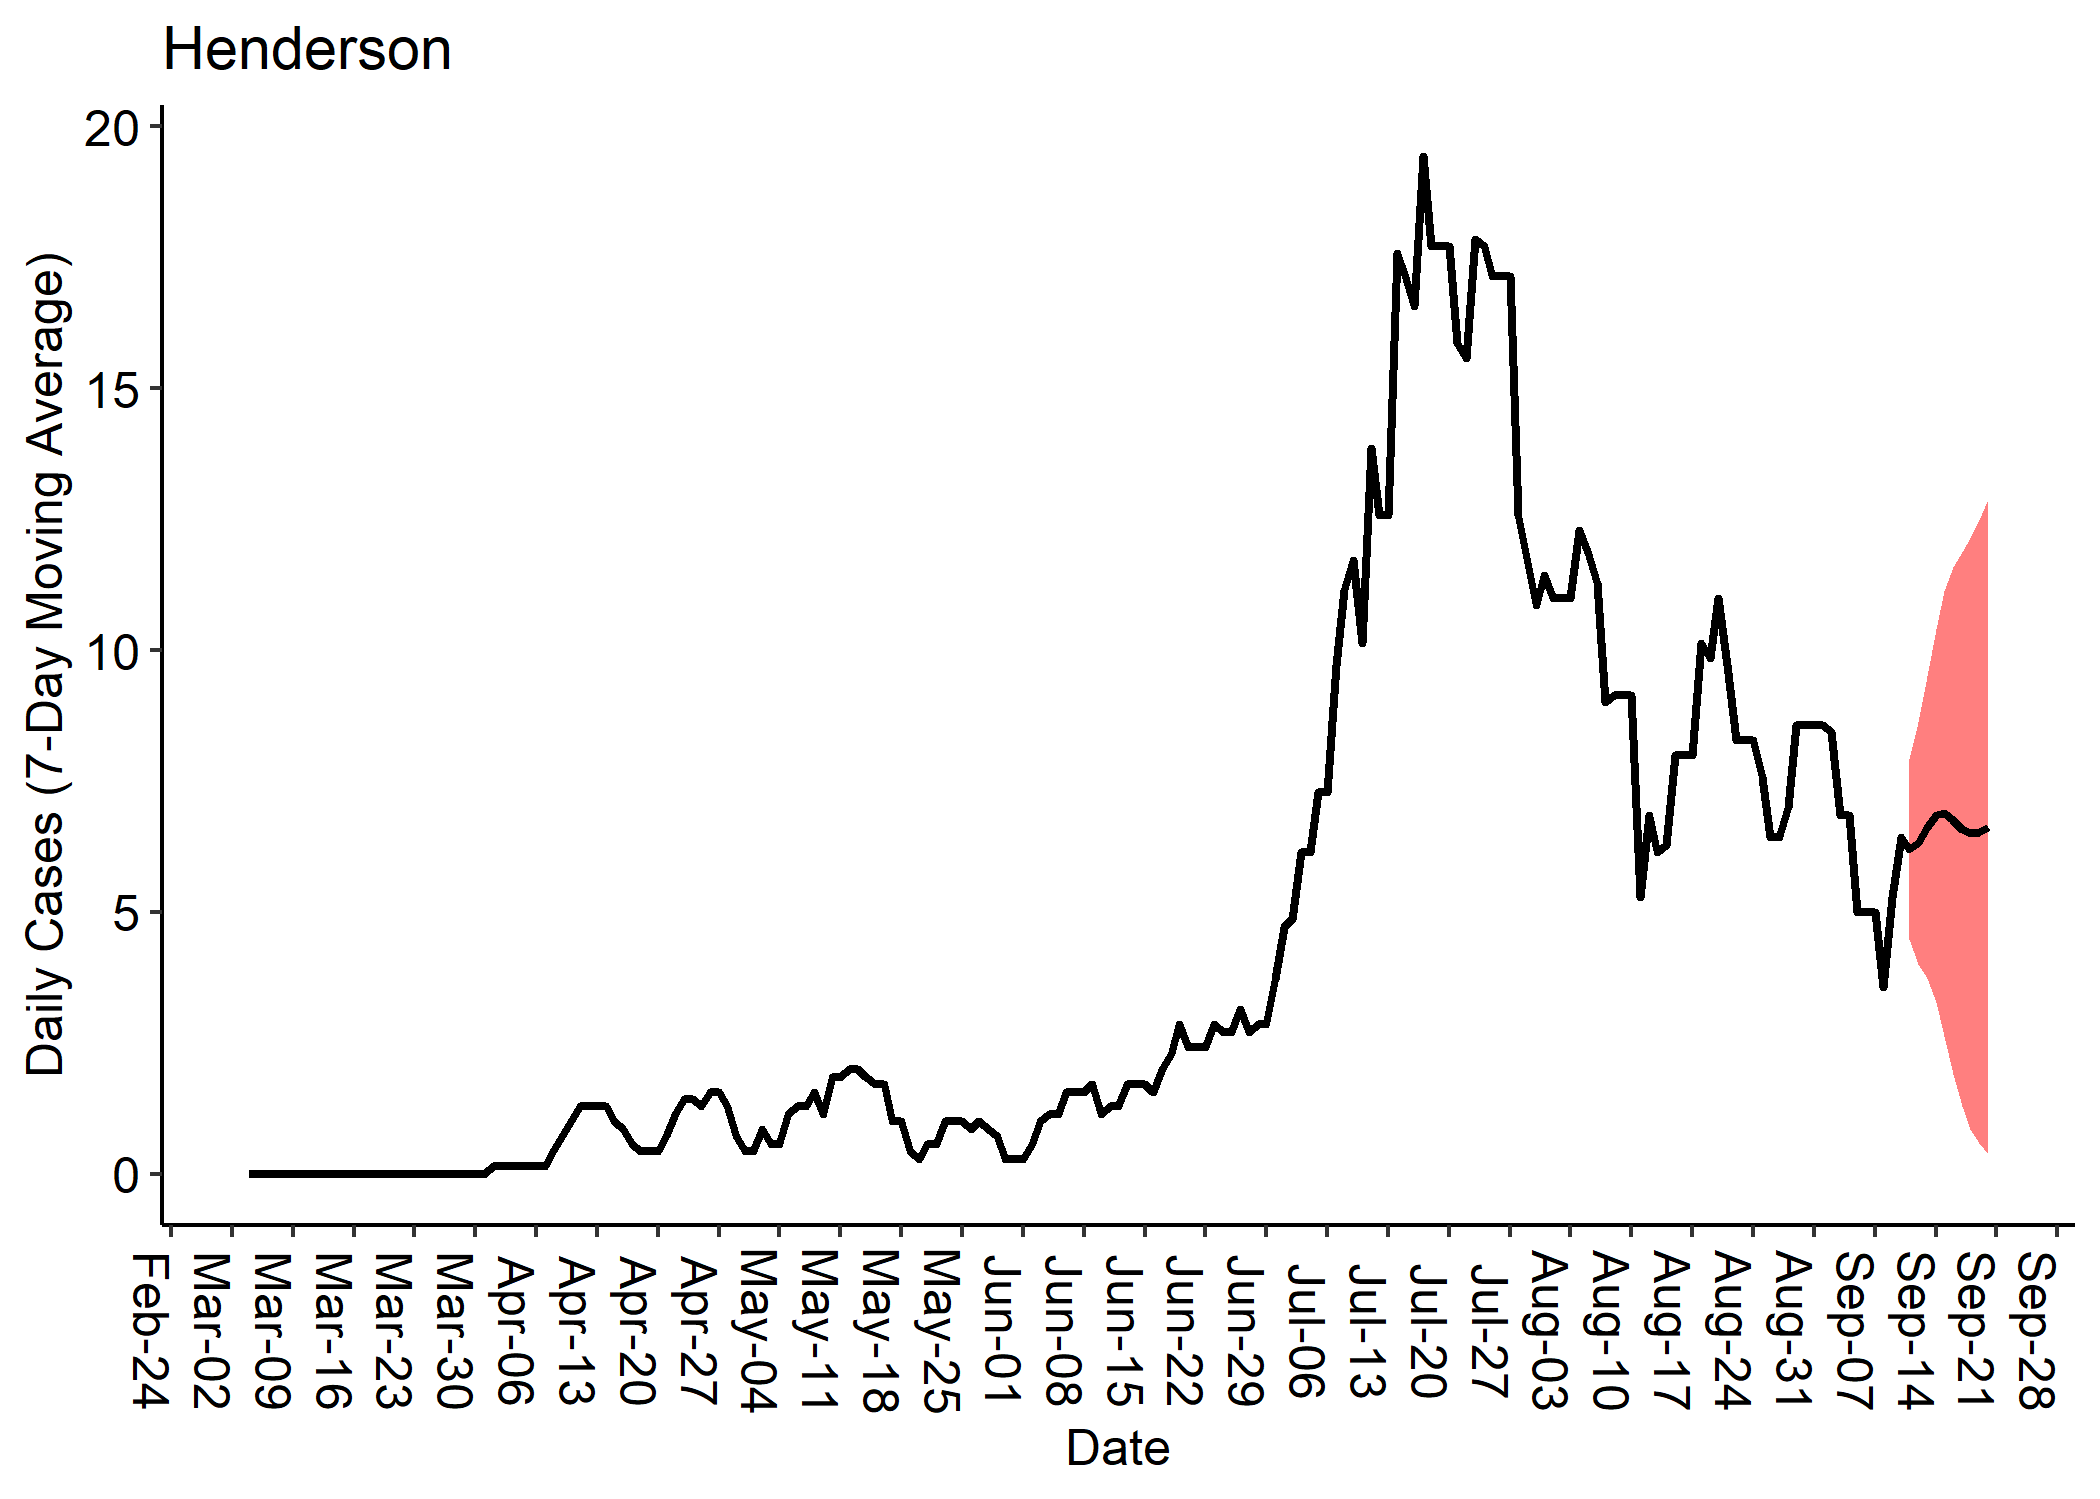 Henderson
Daily Cases (7-Day Moving Average)
20
15
10
5
0
Feb-24
Mar-02
Mar-09
Mar-16
Mar-23
Mar-30
Apr-06
Apr-13
Apr-20
Apr-27
May-04
May-11
May-18
May-25
Jun-01
Jun-08
Jun-15
Jun-22
Jun-29
Jul-06
Jul-13
Jul-20
Jul-27
Aug-03
Aug-10
Aug-17
Aug-24
Aug-31
Sep-07
Sep-14
Sep-21
Sep-28
Date